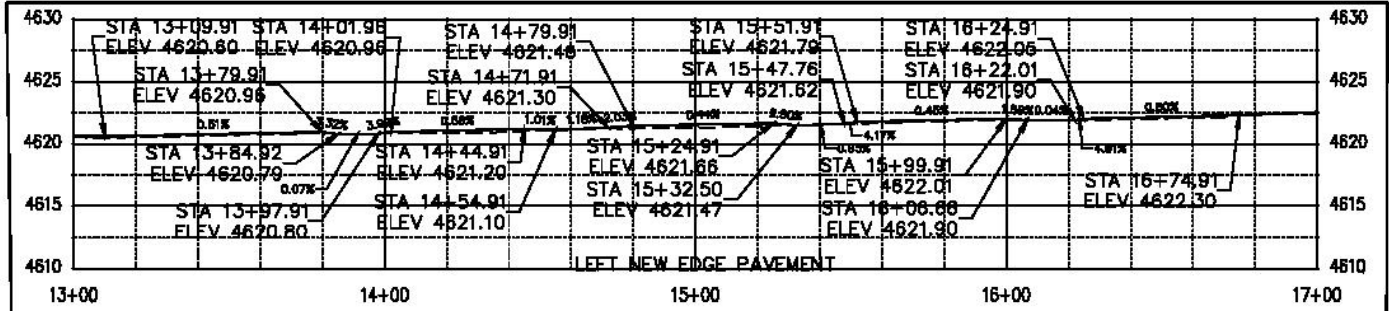 4630
STA 13+09.91
ELEV 4620.60
STA 14+01.96
ELEV 4620.96
STA 14+79.91
ELEV 4621.46
STA 15+51.91
ELEV 4621.79
STA 16+24.91
ELEV 4622.05
4630
4625
STA 13+79.91
ELEV 4620.96
STA 14+71.91
ELEV 4621.30
STA 15+47.76
ELEV 4621.62
STA 16+22.01
ELEV 4621.90
4625
0.51%
3.32%
0.58%
1.01%
0.44%
2.50%
0.45%
0.04%
4620
4620
4.17%
STA 13+84.92
ELEV 4620.79
0.07%
STA 14+44.91
ELEV 4621.20
STA 15+24.91
ELEV 4621.66
STA 15+99.91
ELEV 4622.01
STA 16+74.91
ELEV 4622.30
4615
STA 13+97.91
ELEV 4620.80
STA 14+54.91
ELEV 4621.10
STA 15+32.50
ELEV 4621.47
STA 16+06.66
ELEV 4621.90
4615
4610
LEFT NEW EDGE PAVEMENT
4610
13+00
14+00
15+00
16+00
17+00